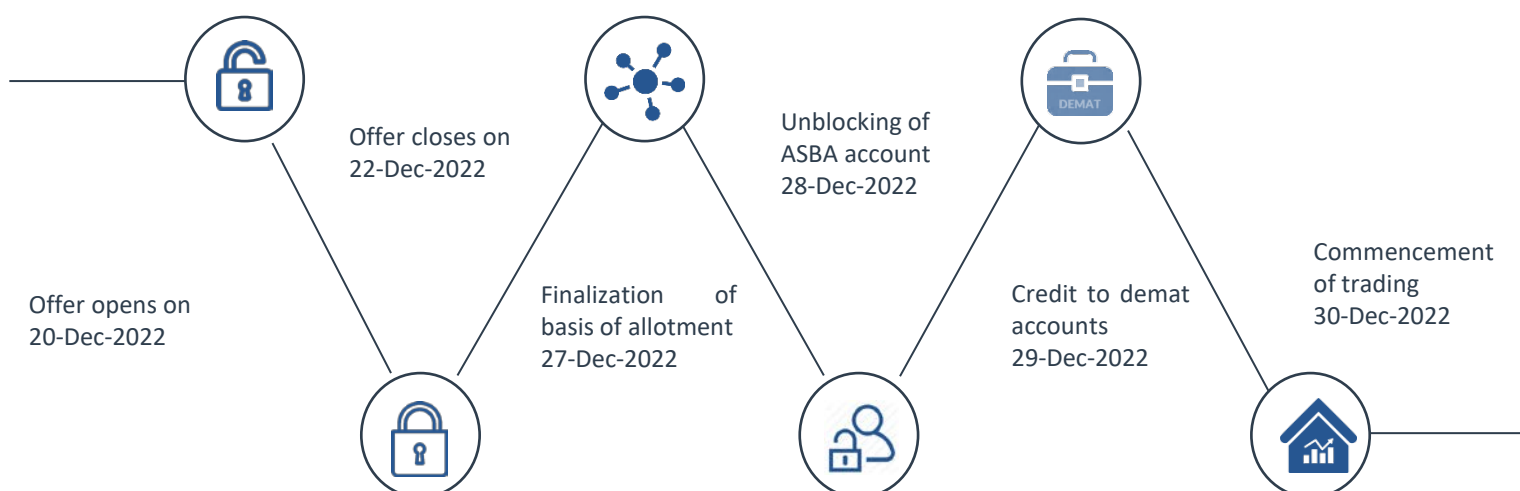 Offer opens on
20-Dec-2022
Offer closes on
22-Dec-2022
Finalization of
basis of allotment
27-Dec-2022
Unblocking of
ASBA account
28-Dec-2022
DEMAT
Credit to demat
accounts
29-Dec-2022
Commencement
of trading
30-Dec-2022